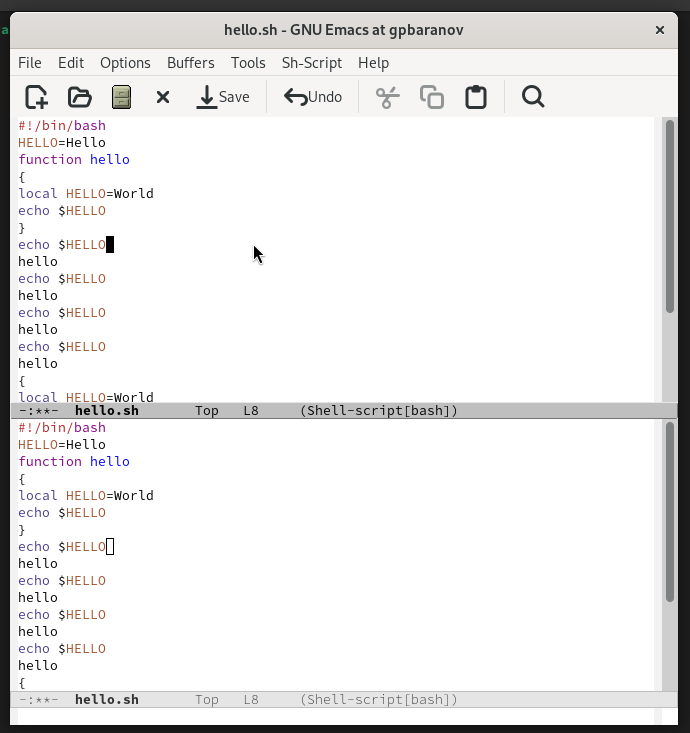 a
hello.sh - GNU Emacs at gpbaranov ×
File Edit Options Buffers Tools Sh-Script Help
Save Undo
#!/bin/bash
HELLO=Hello
function hello
{
local HELLO=World
echo $HELLO
}
echo $HELLO
hello
echo $HELLO
hello
echo $HELLO
hello
echo $HELLO
hello
{
local HELLO=World
-:**- hello.sh Top L8 (Shell-script[bash])
#!/bin/bash
HELLO=Hello
function hello
{
local HELLO=World
echo $HELLO
}
echo $HELLO
hello
echo $HELLO
hello
echo $HELLO
hello
echo $HELLO
hello
{
-:**- hello.sh Top L8 (Shell-script[bash])